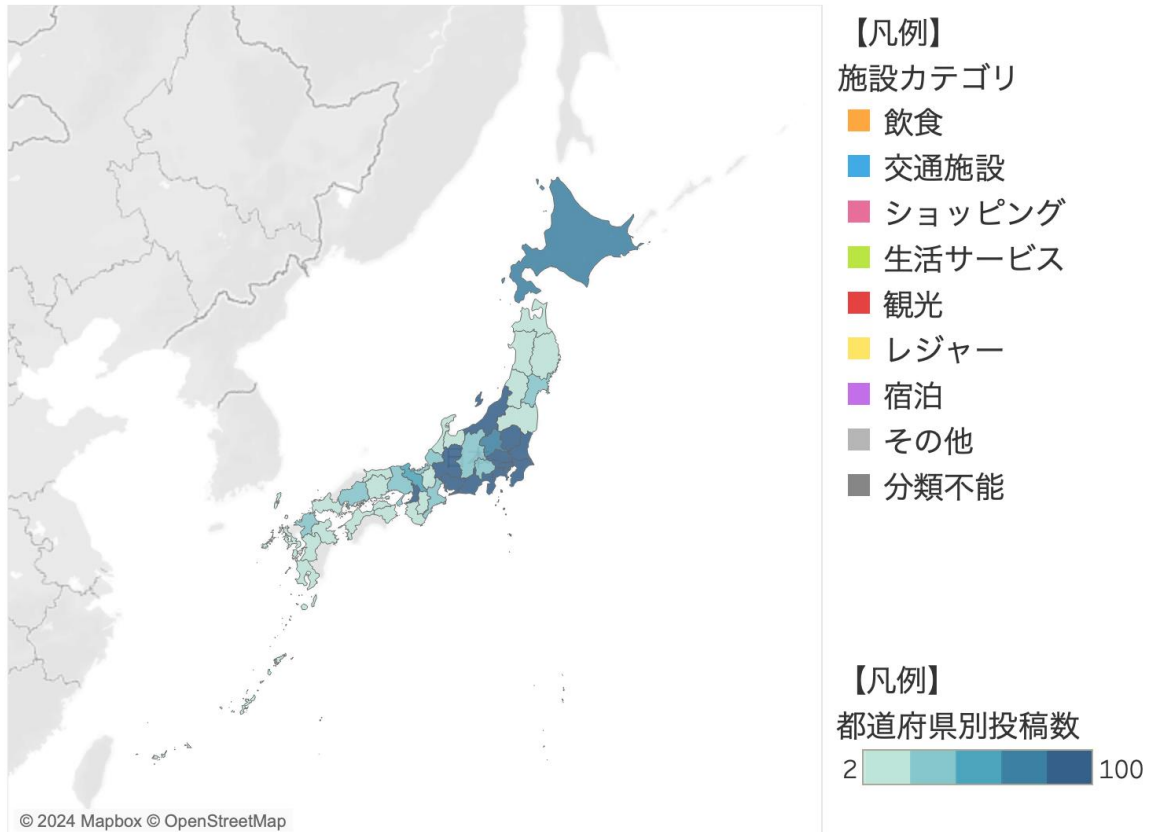 【凡例】
施設カテゴリ
飲食
交通施設
ショッピング
生活サービス
観光
レジャー
宿泊
その他
分類不能
【凡例】
都道府県別投稿数
2 100
© 2024 Mapbox © OpenStreetMap